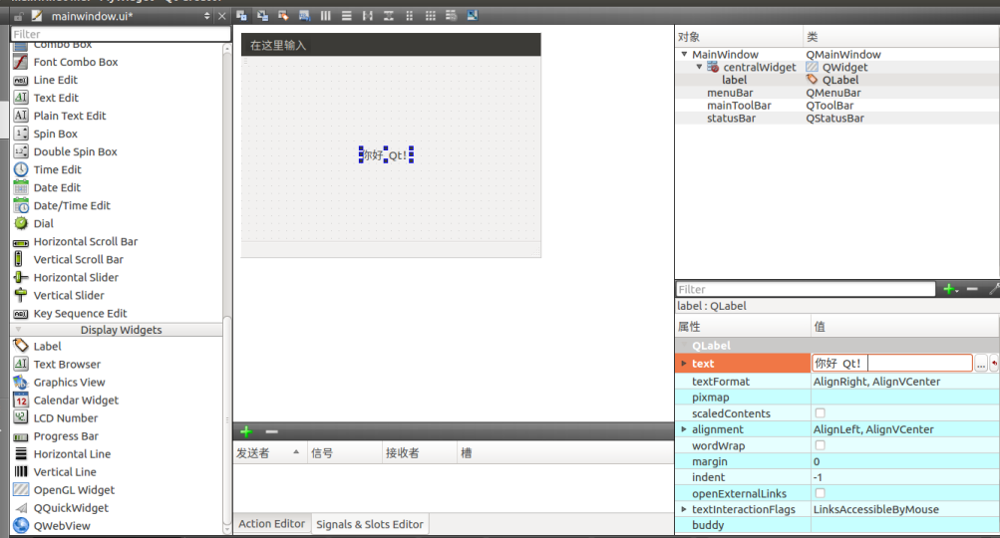 mainwindow.ui*
Filter
Combo Box
Font Combo Box
Line Edit
Text Edit
Plain Text Edit
Spin Box
Double Spin Box
Time Edit
Date Edit
Date/Time Edit
Dial
Horizontal Scroll Bar
Vertical Scroll Bar
Horizontal Slider
Vertical Slider
Key Sequence Edit
Display Widgets
Label
Text Browser
Graphics View
Calendar Widget
LCD Number
Progress Bar
Horizontal Line
Vertical Line
OpenGL Widget
QQuickWidget
QWebView
在这里输入
你好 Qt!
发送者 信号 接收者 槽
Action Editor Signals & Slots Editor
对象 类
MainWindow QMainWindow
centralWidget QWidget
label QLabel
menuBar QMenuBar
mainToolBar QToolBar
statusBar QStatusBar
Filter
label : QLabel
属性 值
QLabel
text 你好 Qt! ...
textFormat AlignRight, AlignVCenter
pixmap
scaledContents
alignment AlignLeft, AlignVCenter
wordWrap
margin 0
indent -1
openExternalLinks
textInteractionFlags LinksAccessibleByMouse
buddy